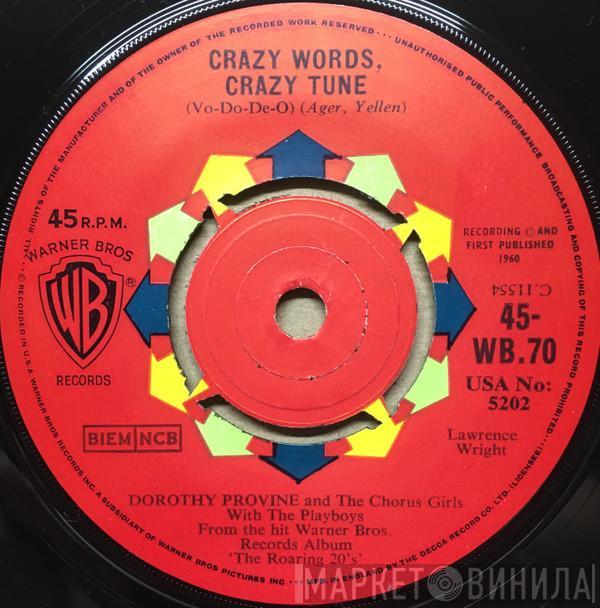 CRAZY WORDS,
CRAZY TUNE
(Vo-Do-De-O) (Ager, Yellen)
45 R.P.M.
WARNER BROS
WB
®
RECORDS
RECORDING ℗ AND
FIRST PUBLISHED
1960
C.11554
45-
WB.70
USA No:
5202
BIEM NCB
Lawrence
Wright
DOROTHY PROVINE and The Chorus Girls
With The Playboys
From the hit Warner Bros.
Records Album
'The Roaring 20's'
ALL RIGHTS OF THE MANUFACTURER AND OF THE OWNER OF THE RECORDED WORK RESERVED ··· UNAUTHORISED PUBLIC PERFORMANCE, BROADCASTING AND COPYING OF THIS RECORD PROHIBITED
RECORDED IN U.S.A. WARNER BROS. RECORDS INC. A SUBSIDIARY OF WARNER BROS PICTURES INC ··· MFD. IN ENGLAND BY THE DECCA RECORD CO. LTD. (LICENSEE)
МАРКЕТ ВИНИЛА